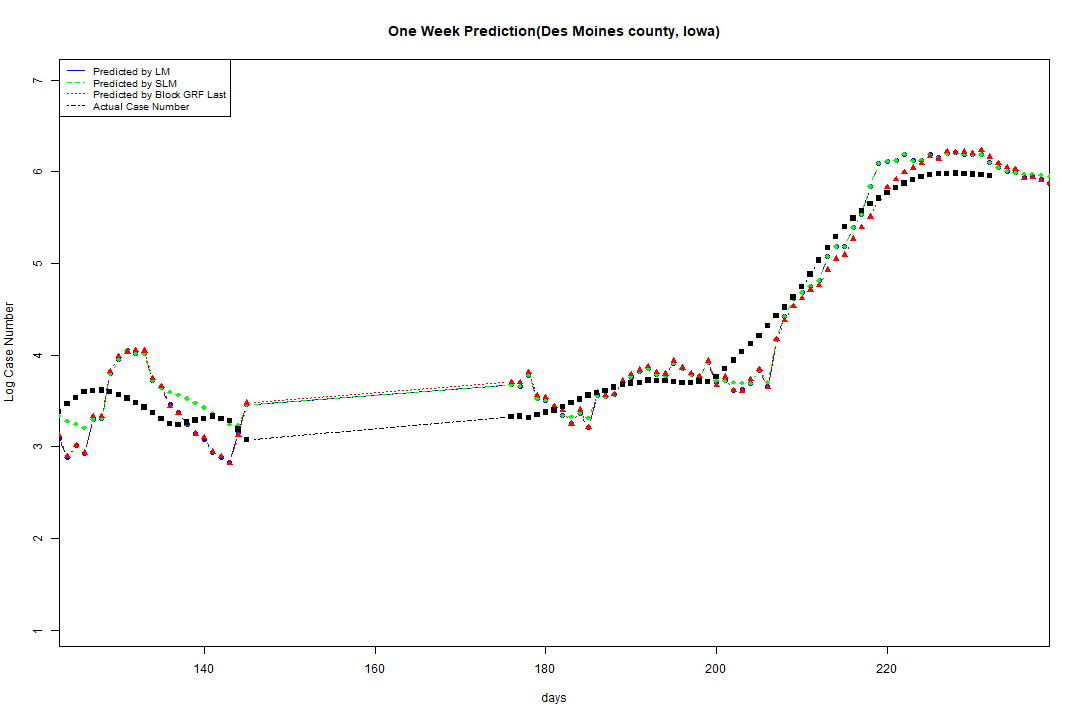 One Week Prediction(Des Moines county, Iowa)
Predicted by LM
Predicted by SLM
Predicted by Block GRF Last
Actual Case Number
7
6
5
4
3
2
1
Log Case Number
140 160 180 200 220
days